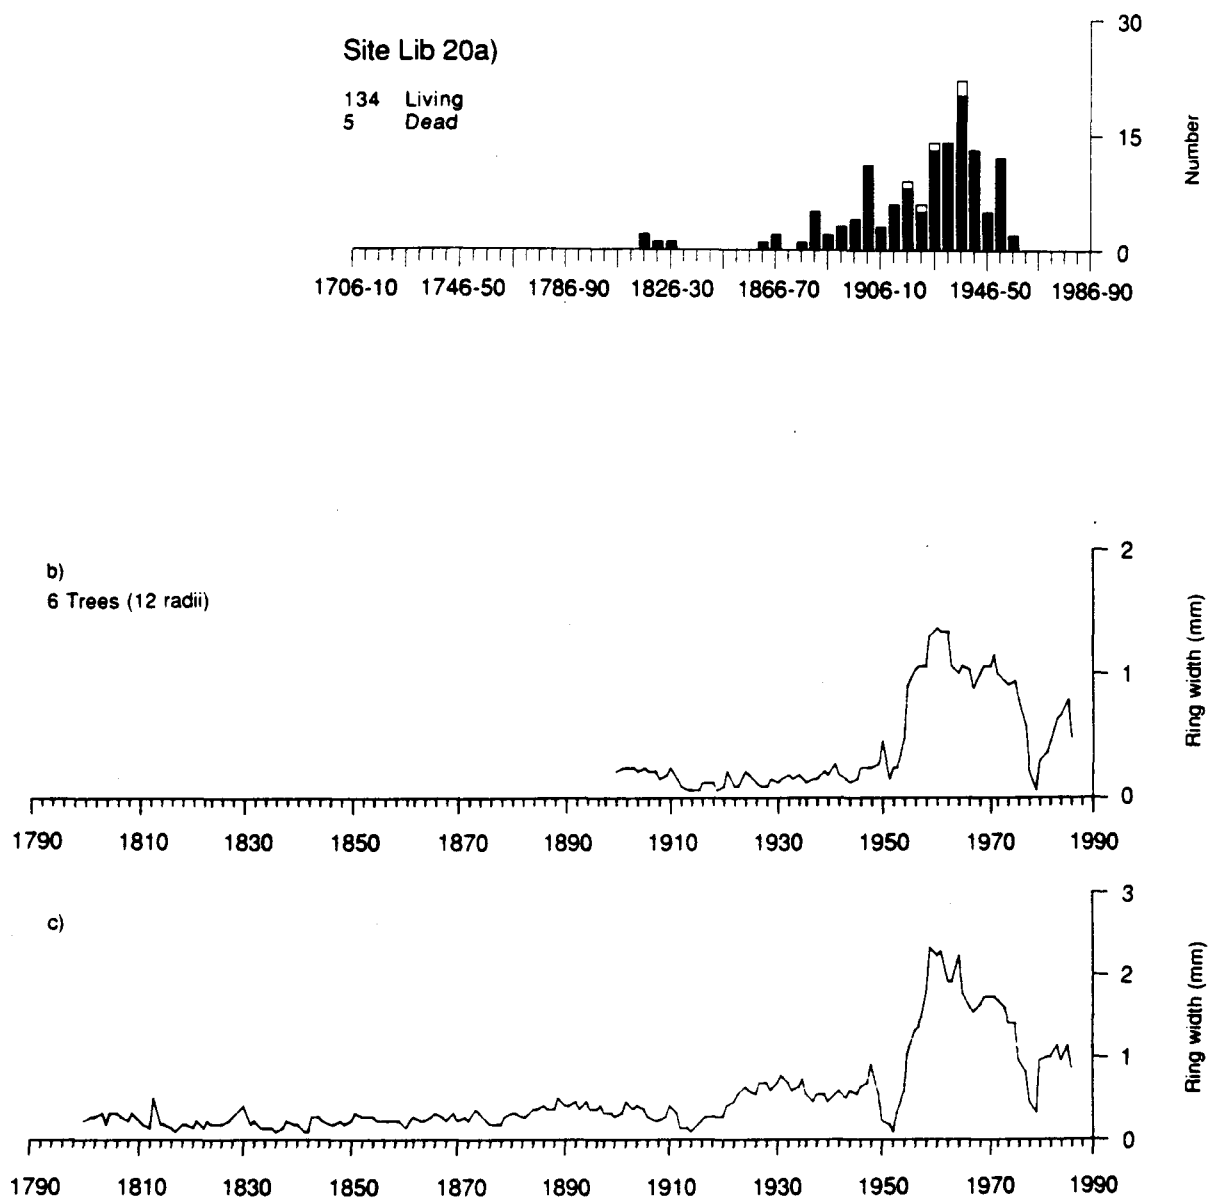 Site Lib 20a)
134 Living
5 Dead
30
15
0
Number
1706-10 1746-50 1786-90 1826-30 1866-70 1906-10 1946-50 1986-90
b)
6 Trees (12 radii)
2
1
0
Ring width (mm)
1790 1810 1830 1850 1870 1890 1910 1930 1950 1970 1990
c)
3
2
1
0
Ring width (mm)
1790 1810 1830 1850 1870 1890 1910 1930 1950 1970 1990